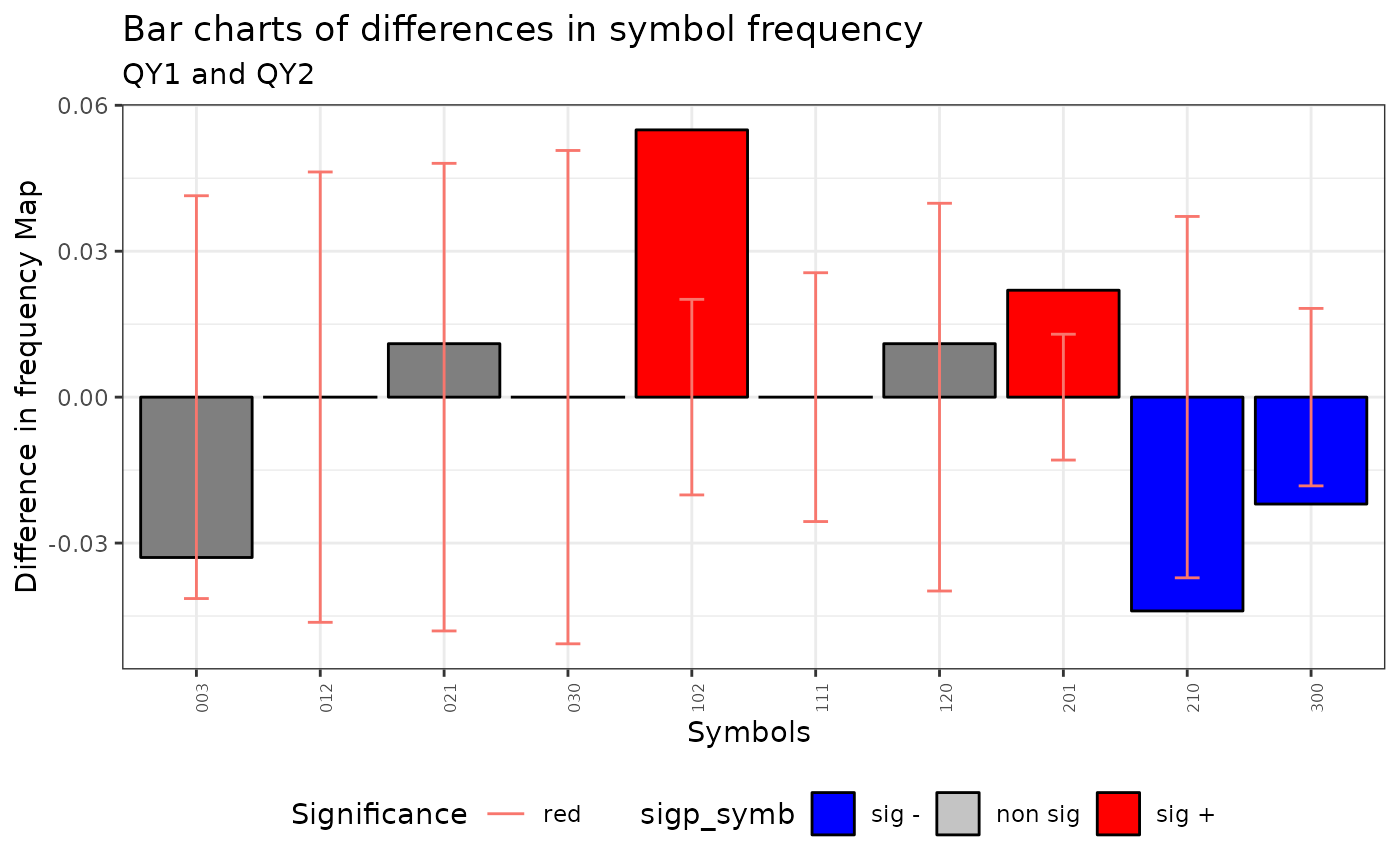 Bar charts of differences in symbol frequency
QY1 and QY2
Difference in frequency Map
0.06
0.03
0.00
-0.03
003
012
021
030
102
111
120
201
210
300
Symbols
Significance red sigp_symb sig - non sig sig +